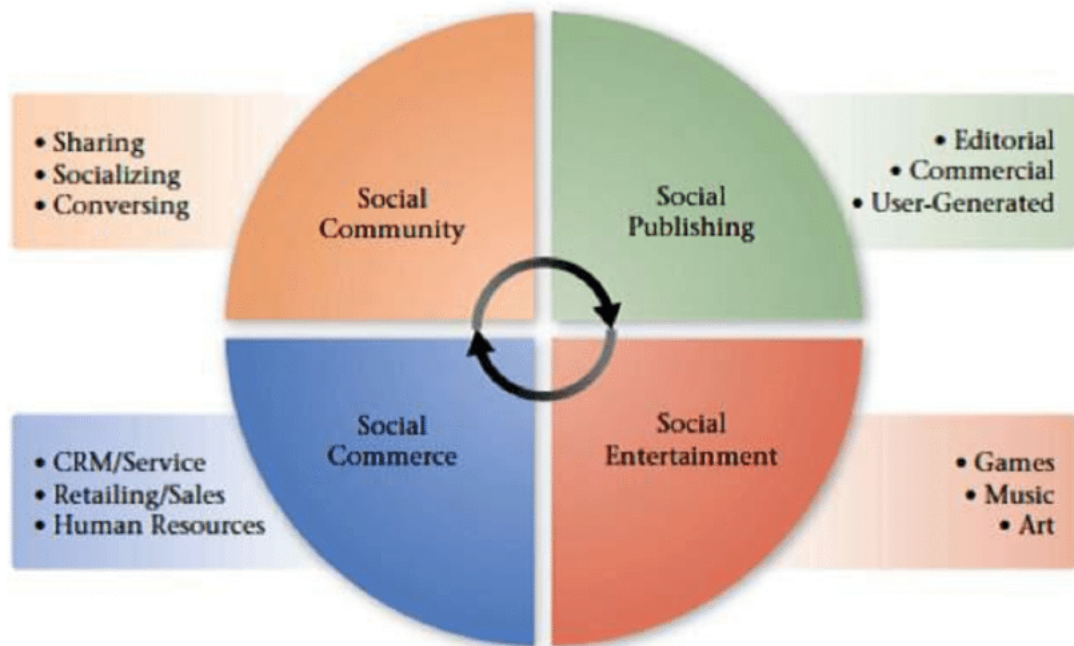 • Sharing
• Socializing
• Conversing
Social
Community
Social
Publishing
• Editorial
• Commercial
• User-Generated
• CRM/Service
• Retailing/Sales
• Human Resources
Social
Commerce
Social
Entertainment
• Games
• Music
• Art